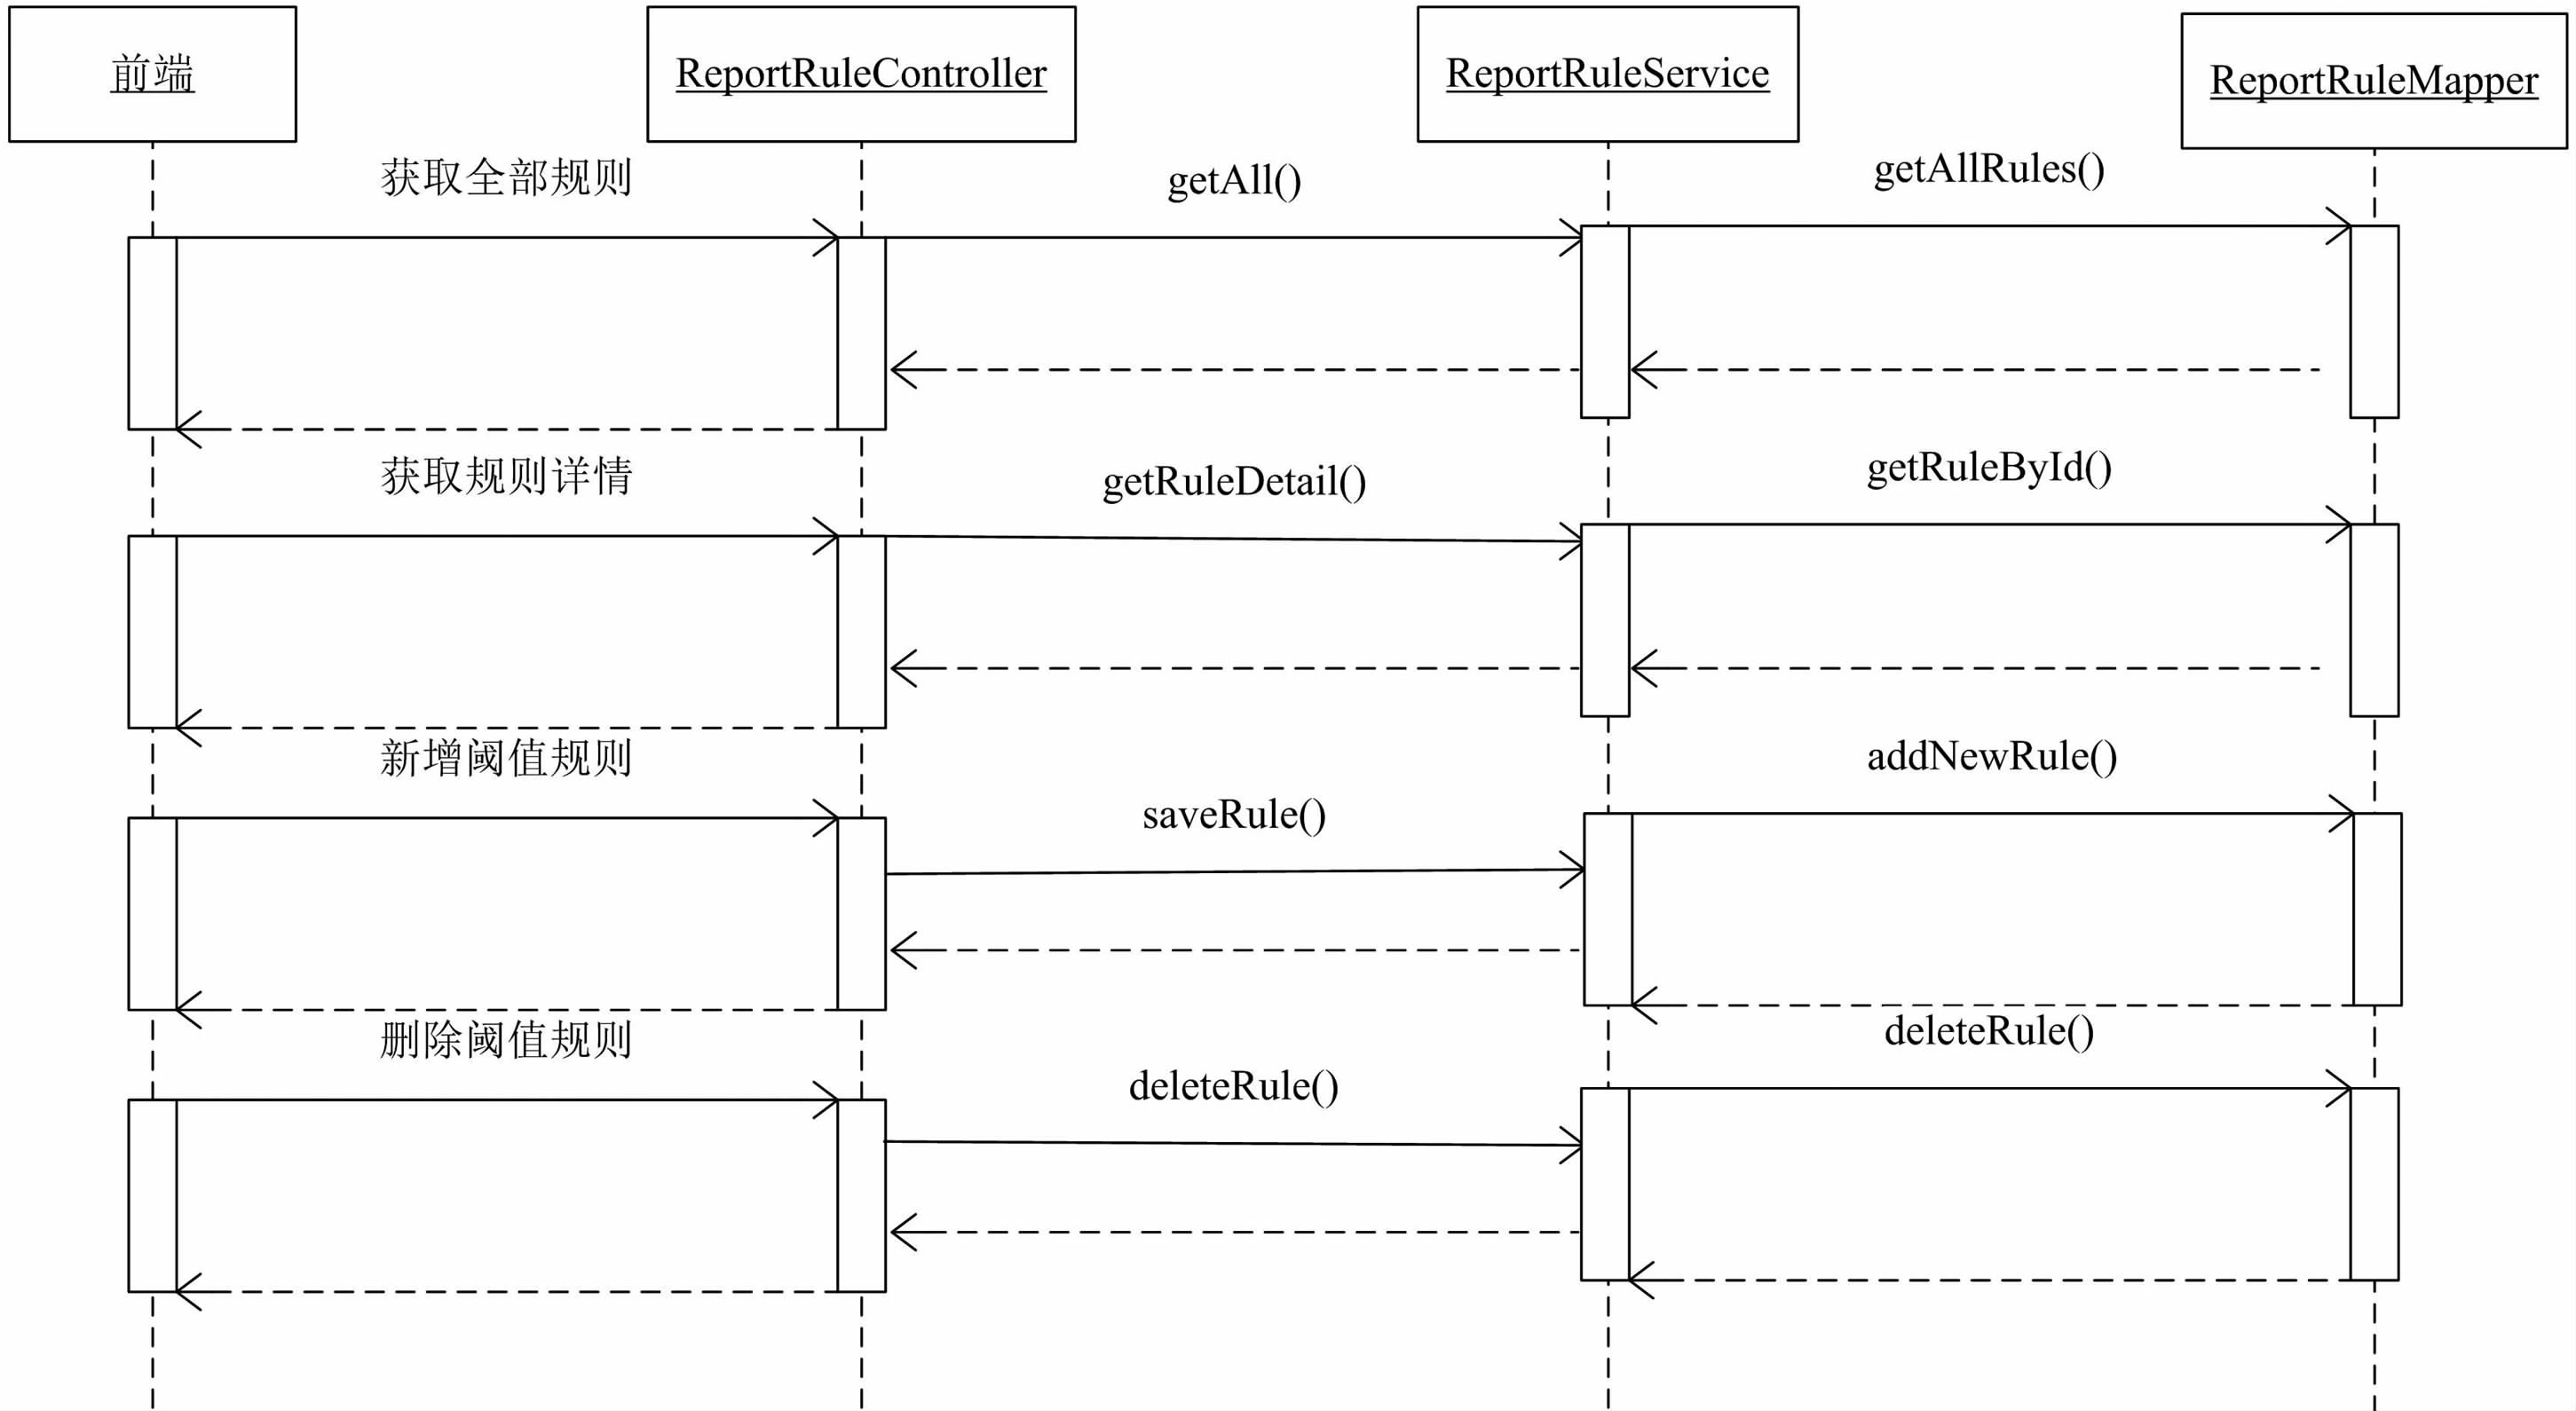 前端
ReportRuleController
ReportRuleService
ReportRuleMapper
获取全部规则
getAll()
getAllRules()
获取规则详情
getRuleDetail()
getRuleById()
新增阈值规则
saveRule()
addNewRule()
删除阈值规则
deleteRule()
deleteRule()